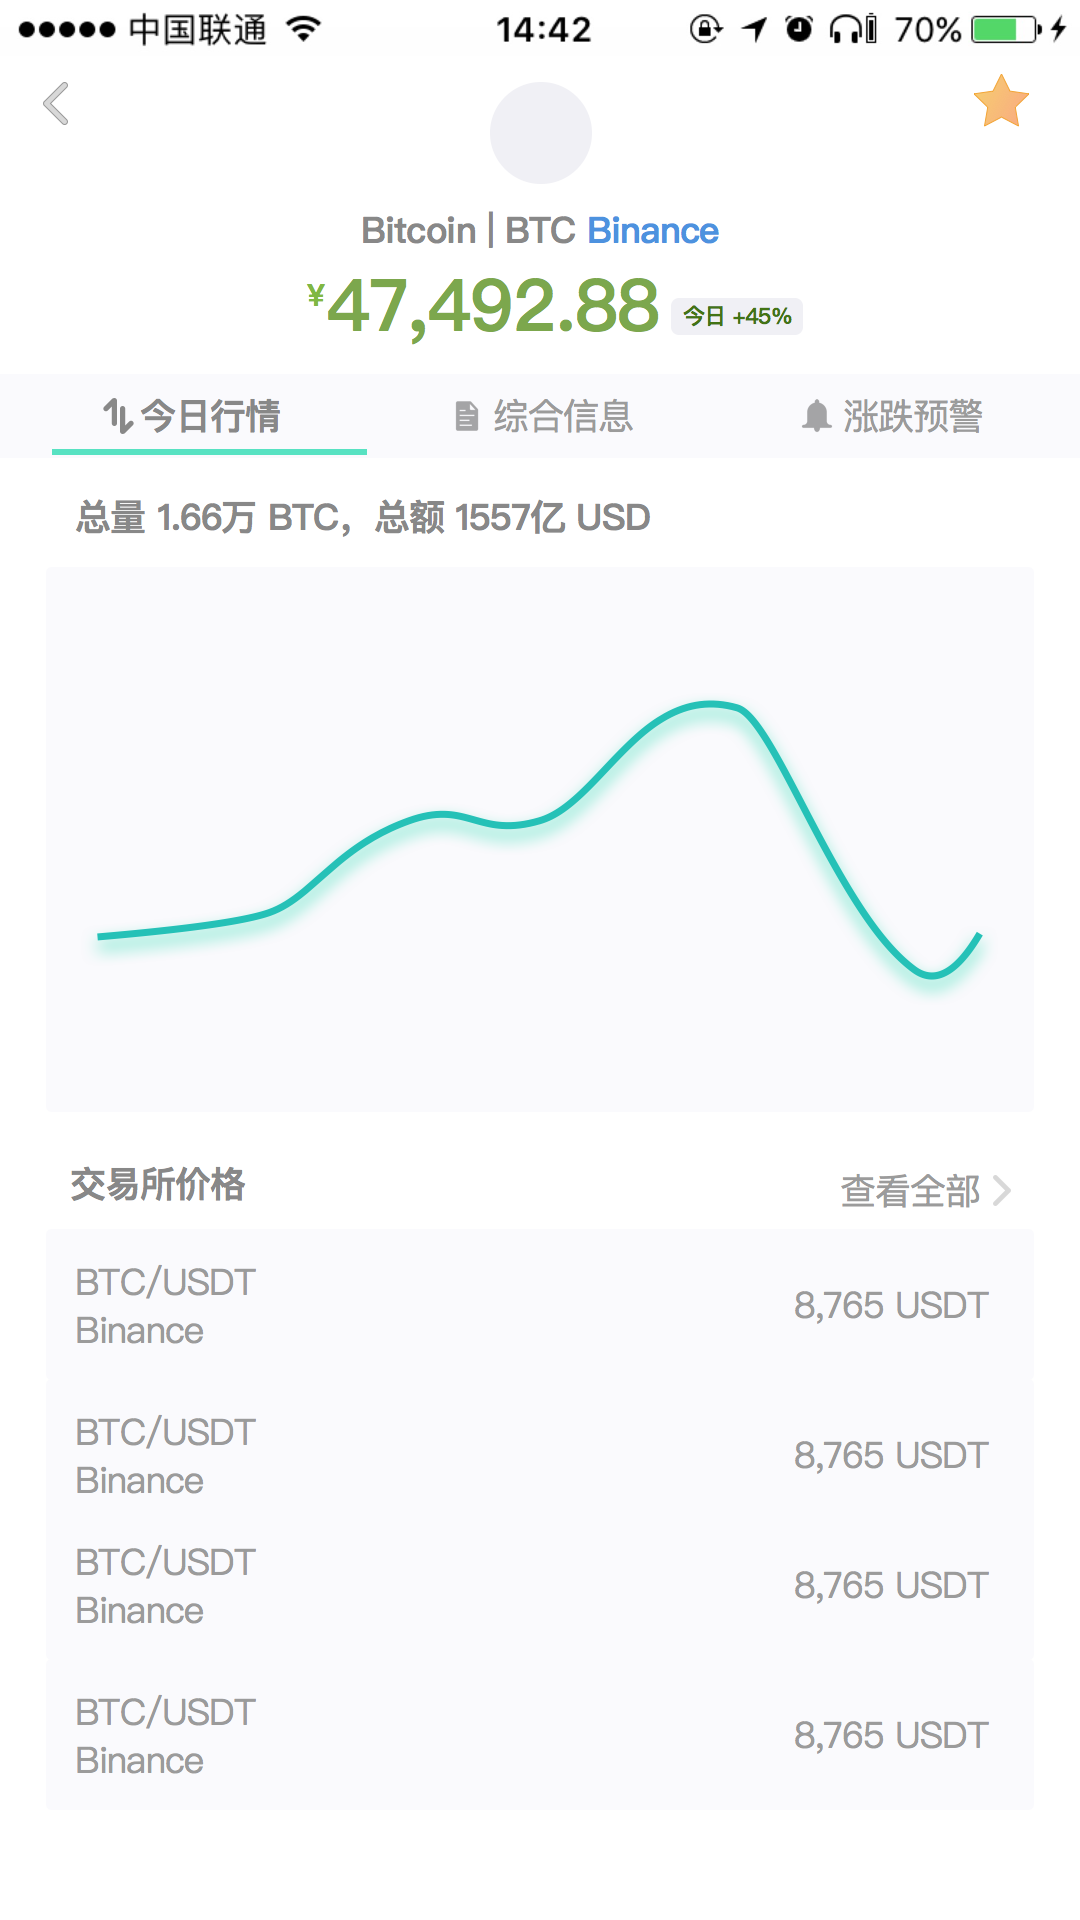 中国联通 14:42 70%
Bitcoin | BTC Binance
¥47,492.88 今日 +45%
今日行情 综合信息 涨跌预警
总量 1.66万 BTC，总额 1557亿 USD
交易所价格 查看全部
BTC/USDT
Binance
8,765 USDT
BTC/USDT
Binance
8,765 USDT
BTC/USDT
Binance
8,765 USDT
BTC/USDT
Binance
8,765 USDT